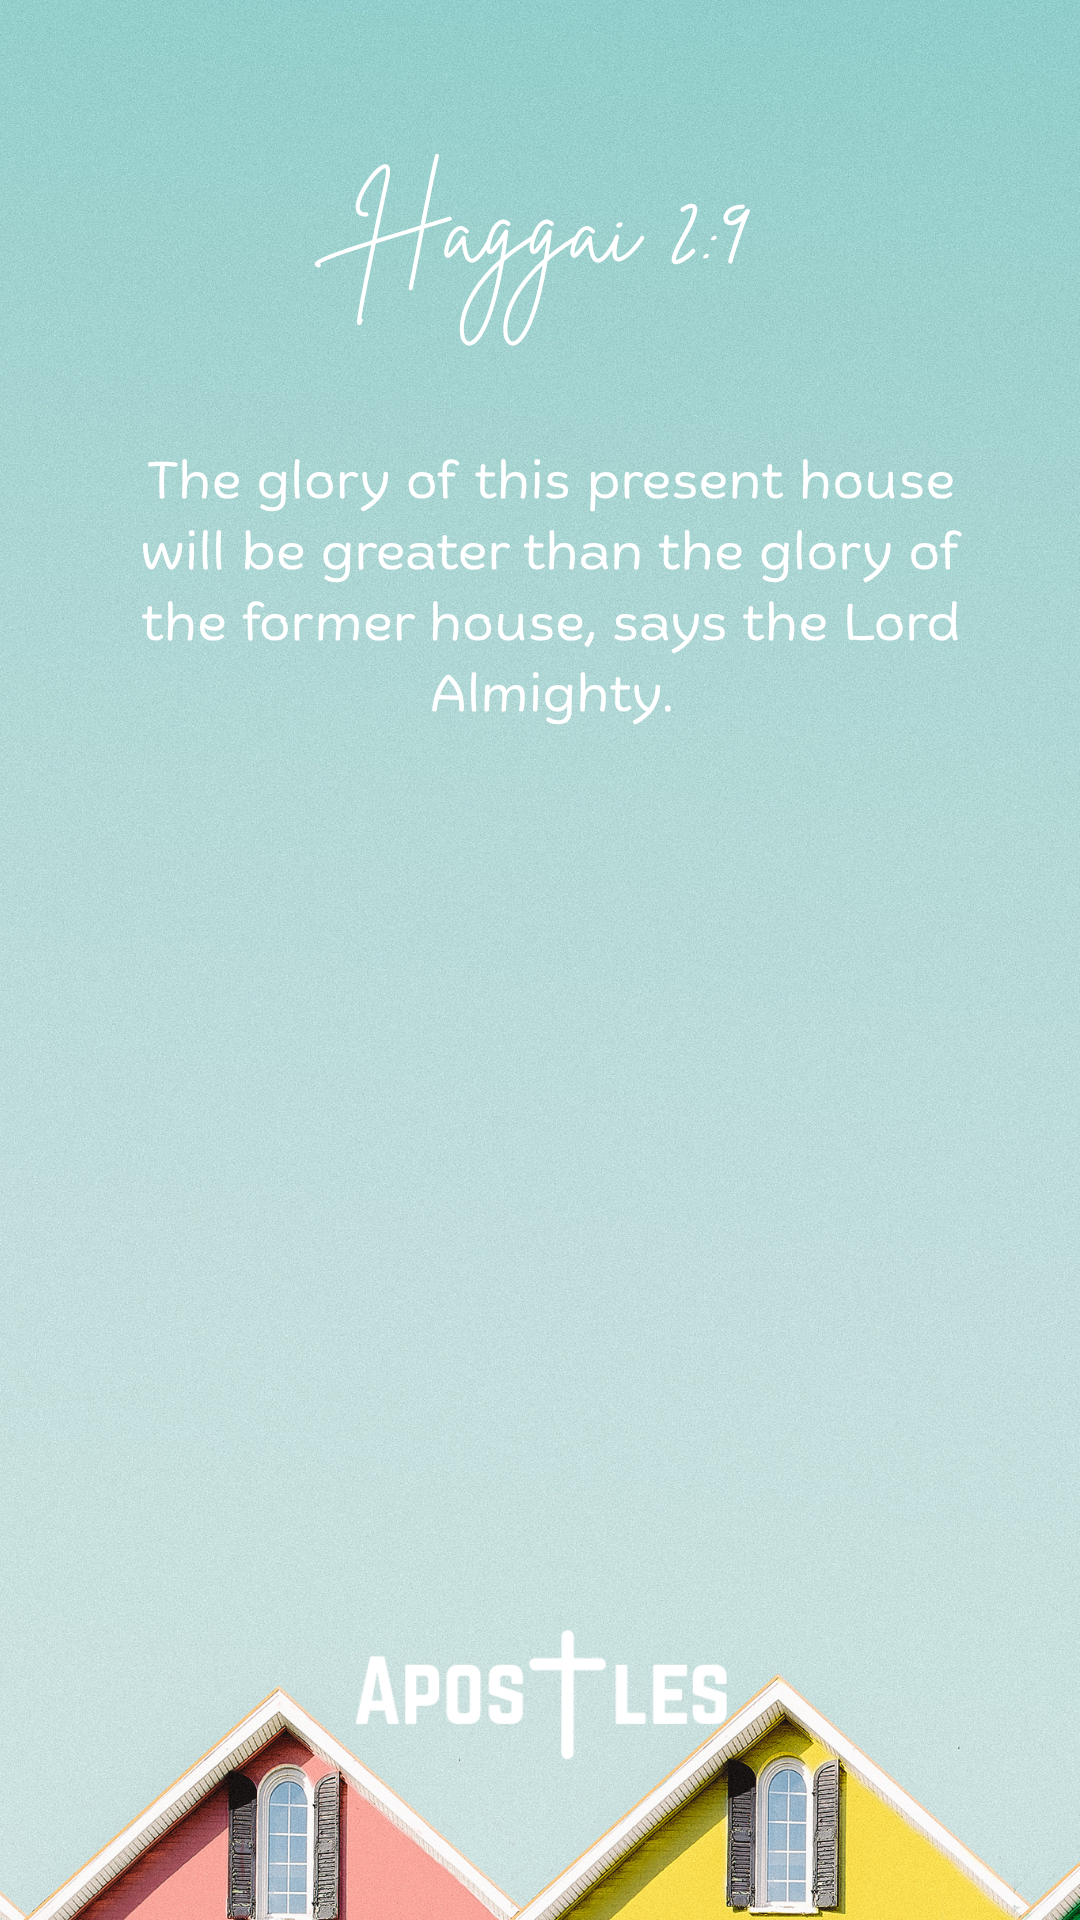 Haggai 2:9
The glory of this present house
will be greater than the glory of
the former house, says the Lord
Almighty.
APOSTLES